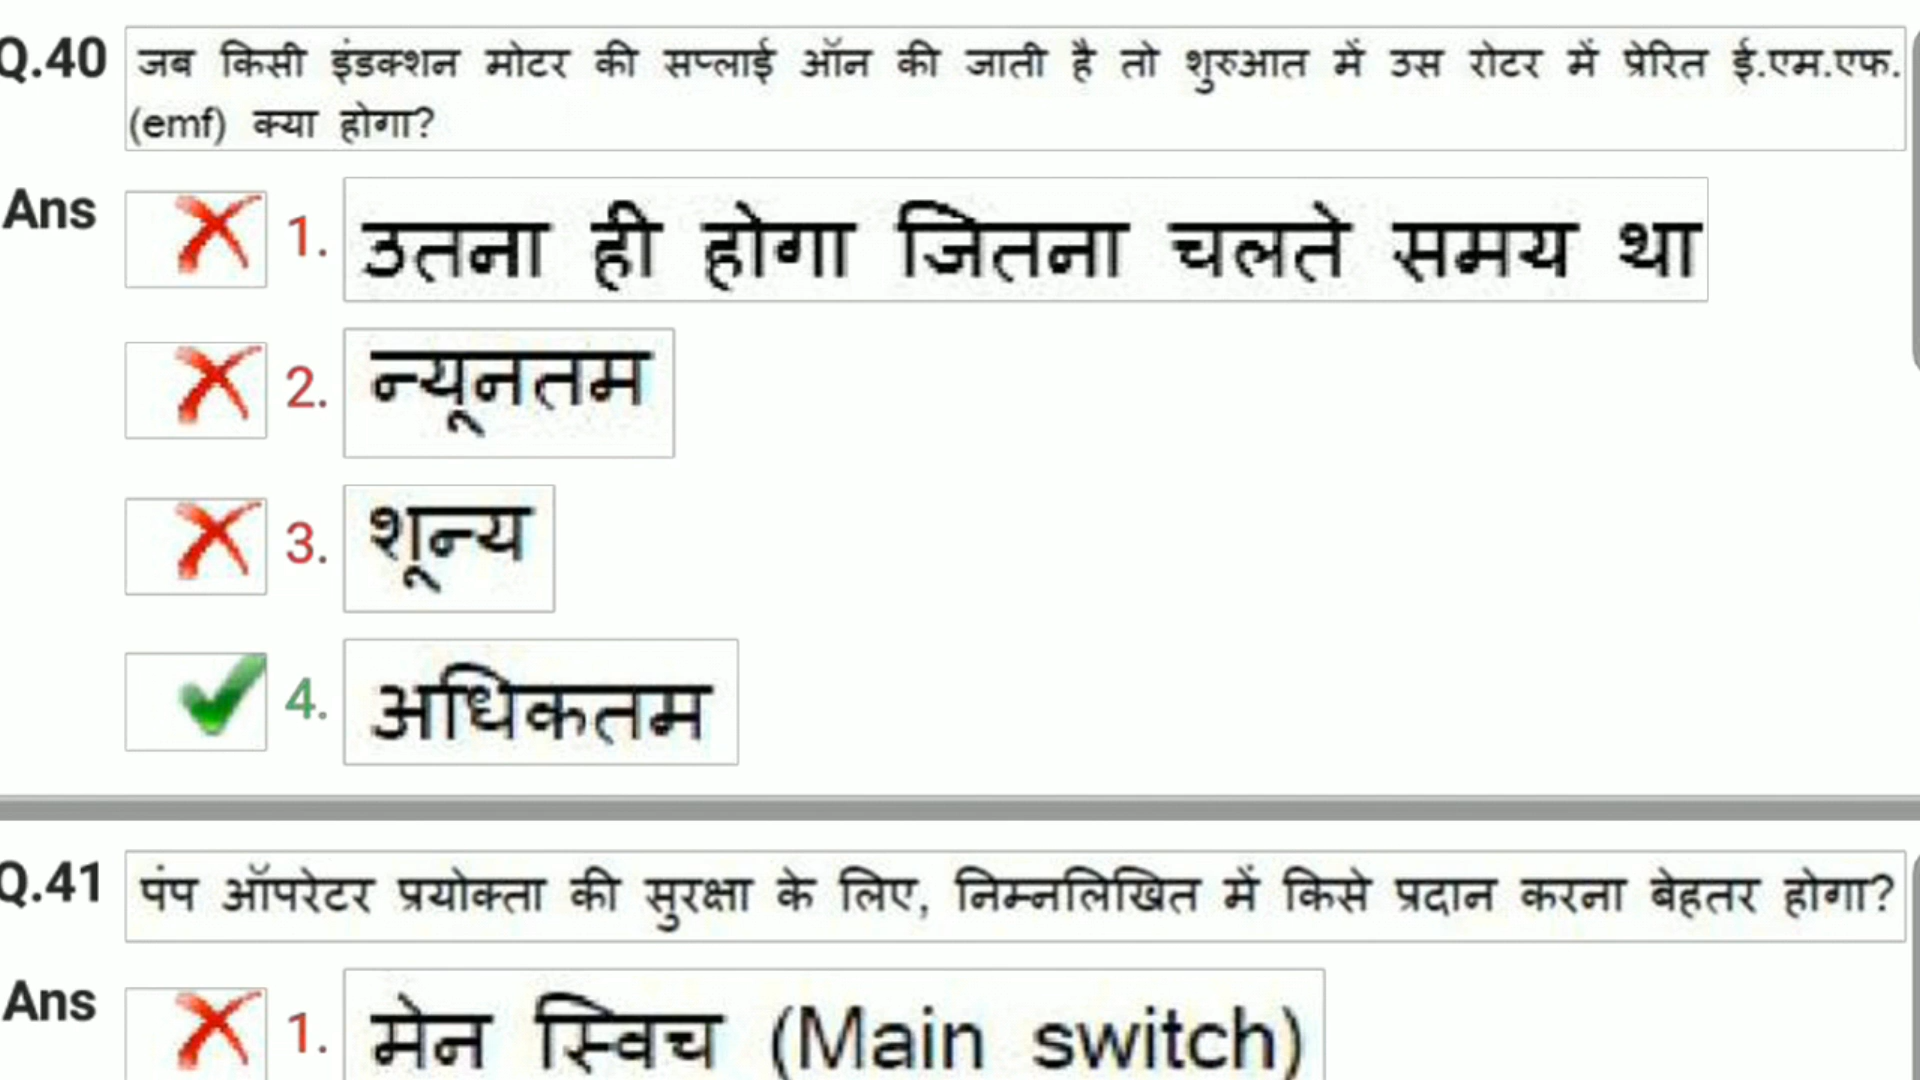 Q.40 जब किसी इंडक्शन मोटर की सप्लाई ऑन की जाती है तो शुरुआत में उस रोटर में प्रेरित ई.एम.एफ.
(emf) क्या होगा?
Ans 1. उतना ही होगा जितना चलते समय था
2. न्यूनतम
3. शून्य
4. अधिकतम
Q.41 पंप ऑपरेटर प्रयोक्ता की सुरक्षा के लिए, निम्नलिखित में किसे प्रदान करना बेहतर होगा?
Ans 1. मेन स्विच (Main switch)